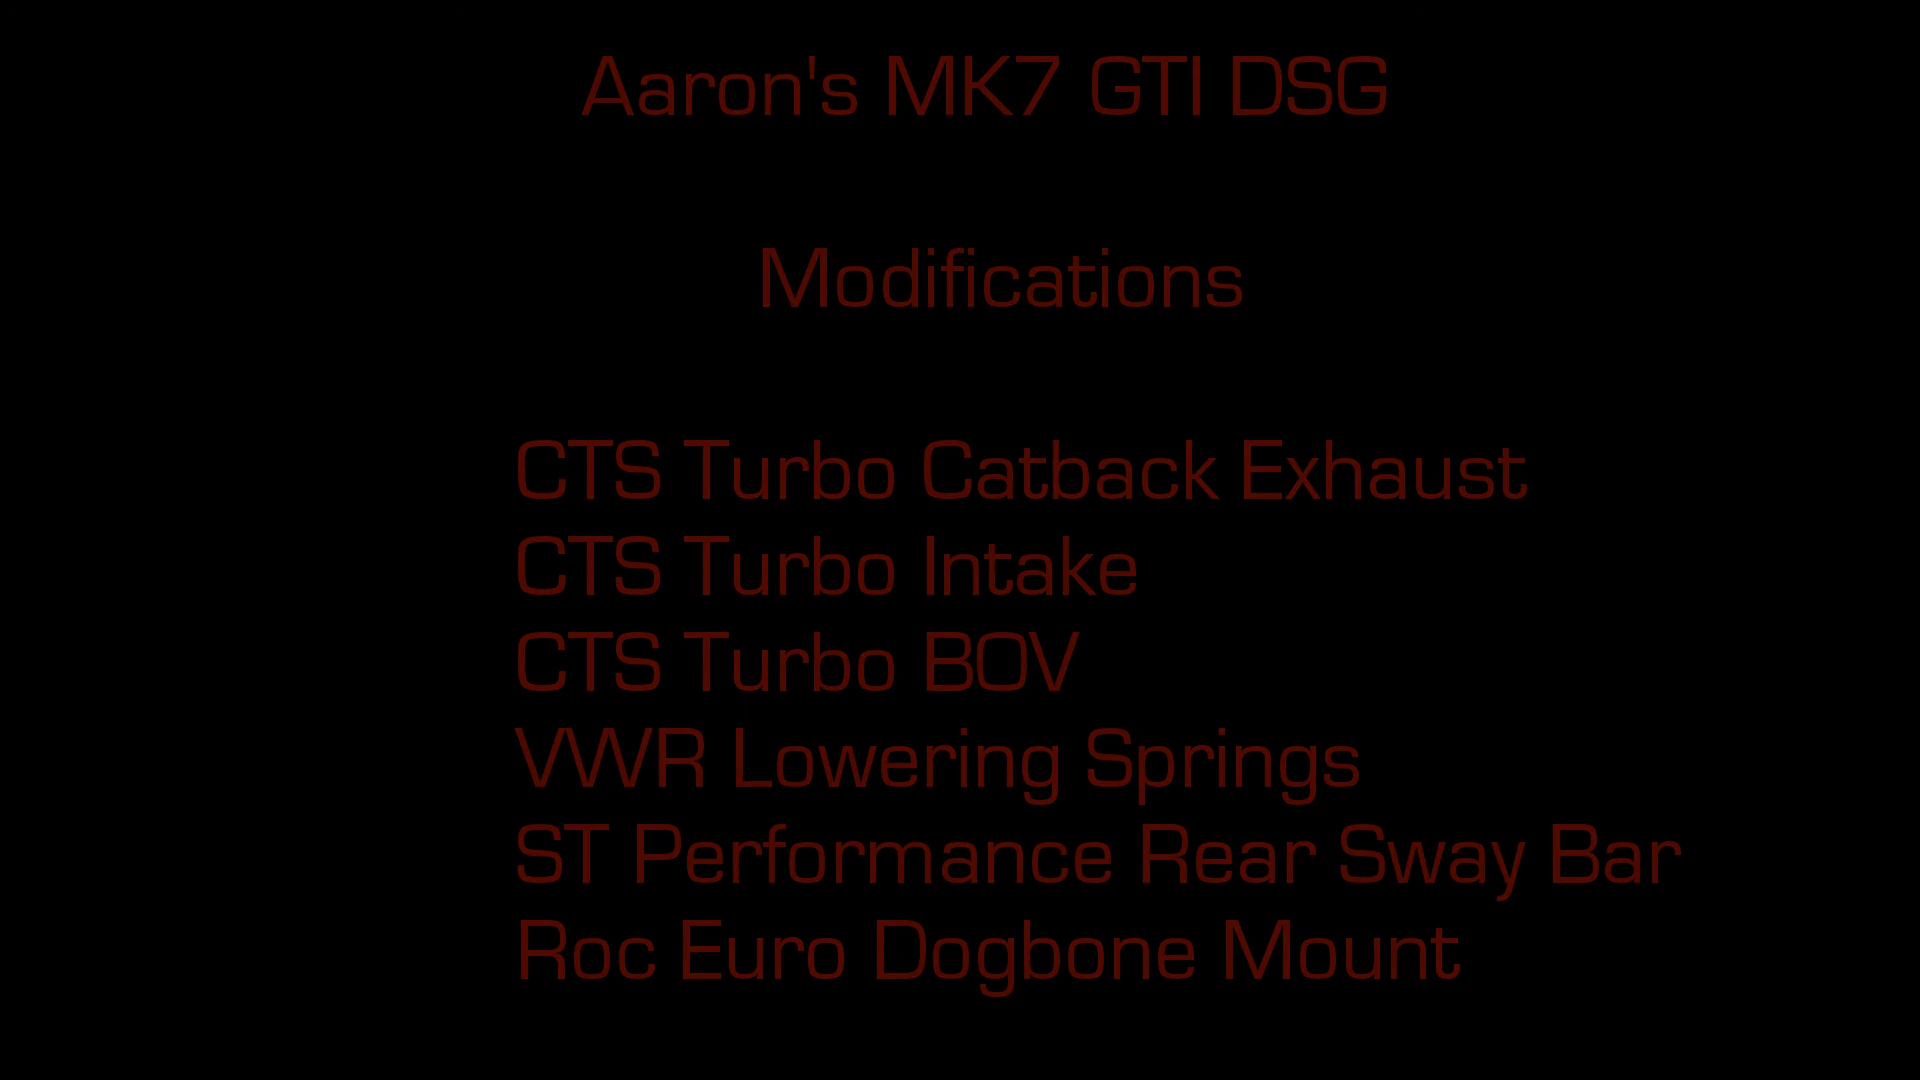 Aaron's MK7 GTI DSG
Modifications
CTS Turbo Catback Exhaust
CTS Turbo Intake
CTS Turbo BOV
VWR Lowering Springs
ST Performance Rear Sway Bar
Roc Euro Dogbone Mount